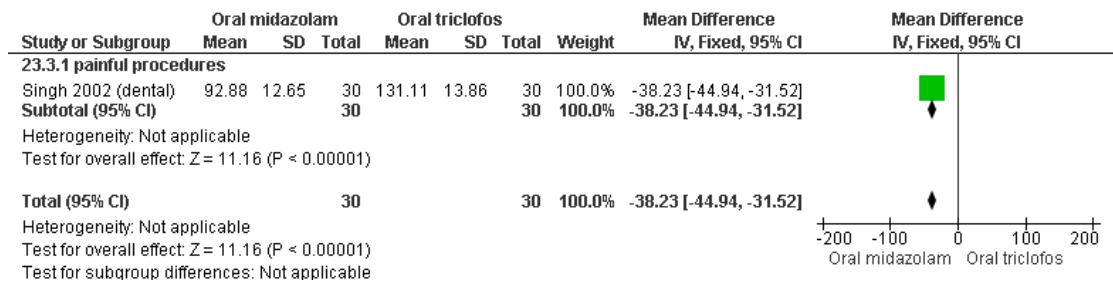 Oral midazolam Oral triclofos Mean Difference Mean Difference
Study or Subgroup Mean SD Total Mean SD Total Weight IV, Fixed, 95% CI IV, Fixed, 95% CI
23.3.1 painful procedures
Singh 2002 (dental) 92.88 12.65 30 131.11 13.86 30 100.0% -38.23 [-44.94, -31.52]
Subtotal (95% CI) 30 30 100.0% -38.23 [-44.94, -31.52]
Heterogeneity: Not applicable
Test for overall effect: Z = 11.16 (P < 0.00001)
Total (95% CI) 30 30 100.0% -38.23 [-44.94, -31.52]
Heterogeneity: Not applicable
Test for overall effect: Z = 11.16 (P < 0.00001)
Test for subgroup differences: Not applicable
-200 -100 0 100 200
Oral midazolam Oral triclofos